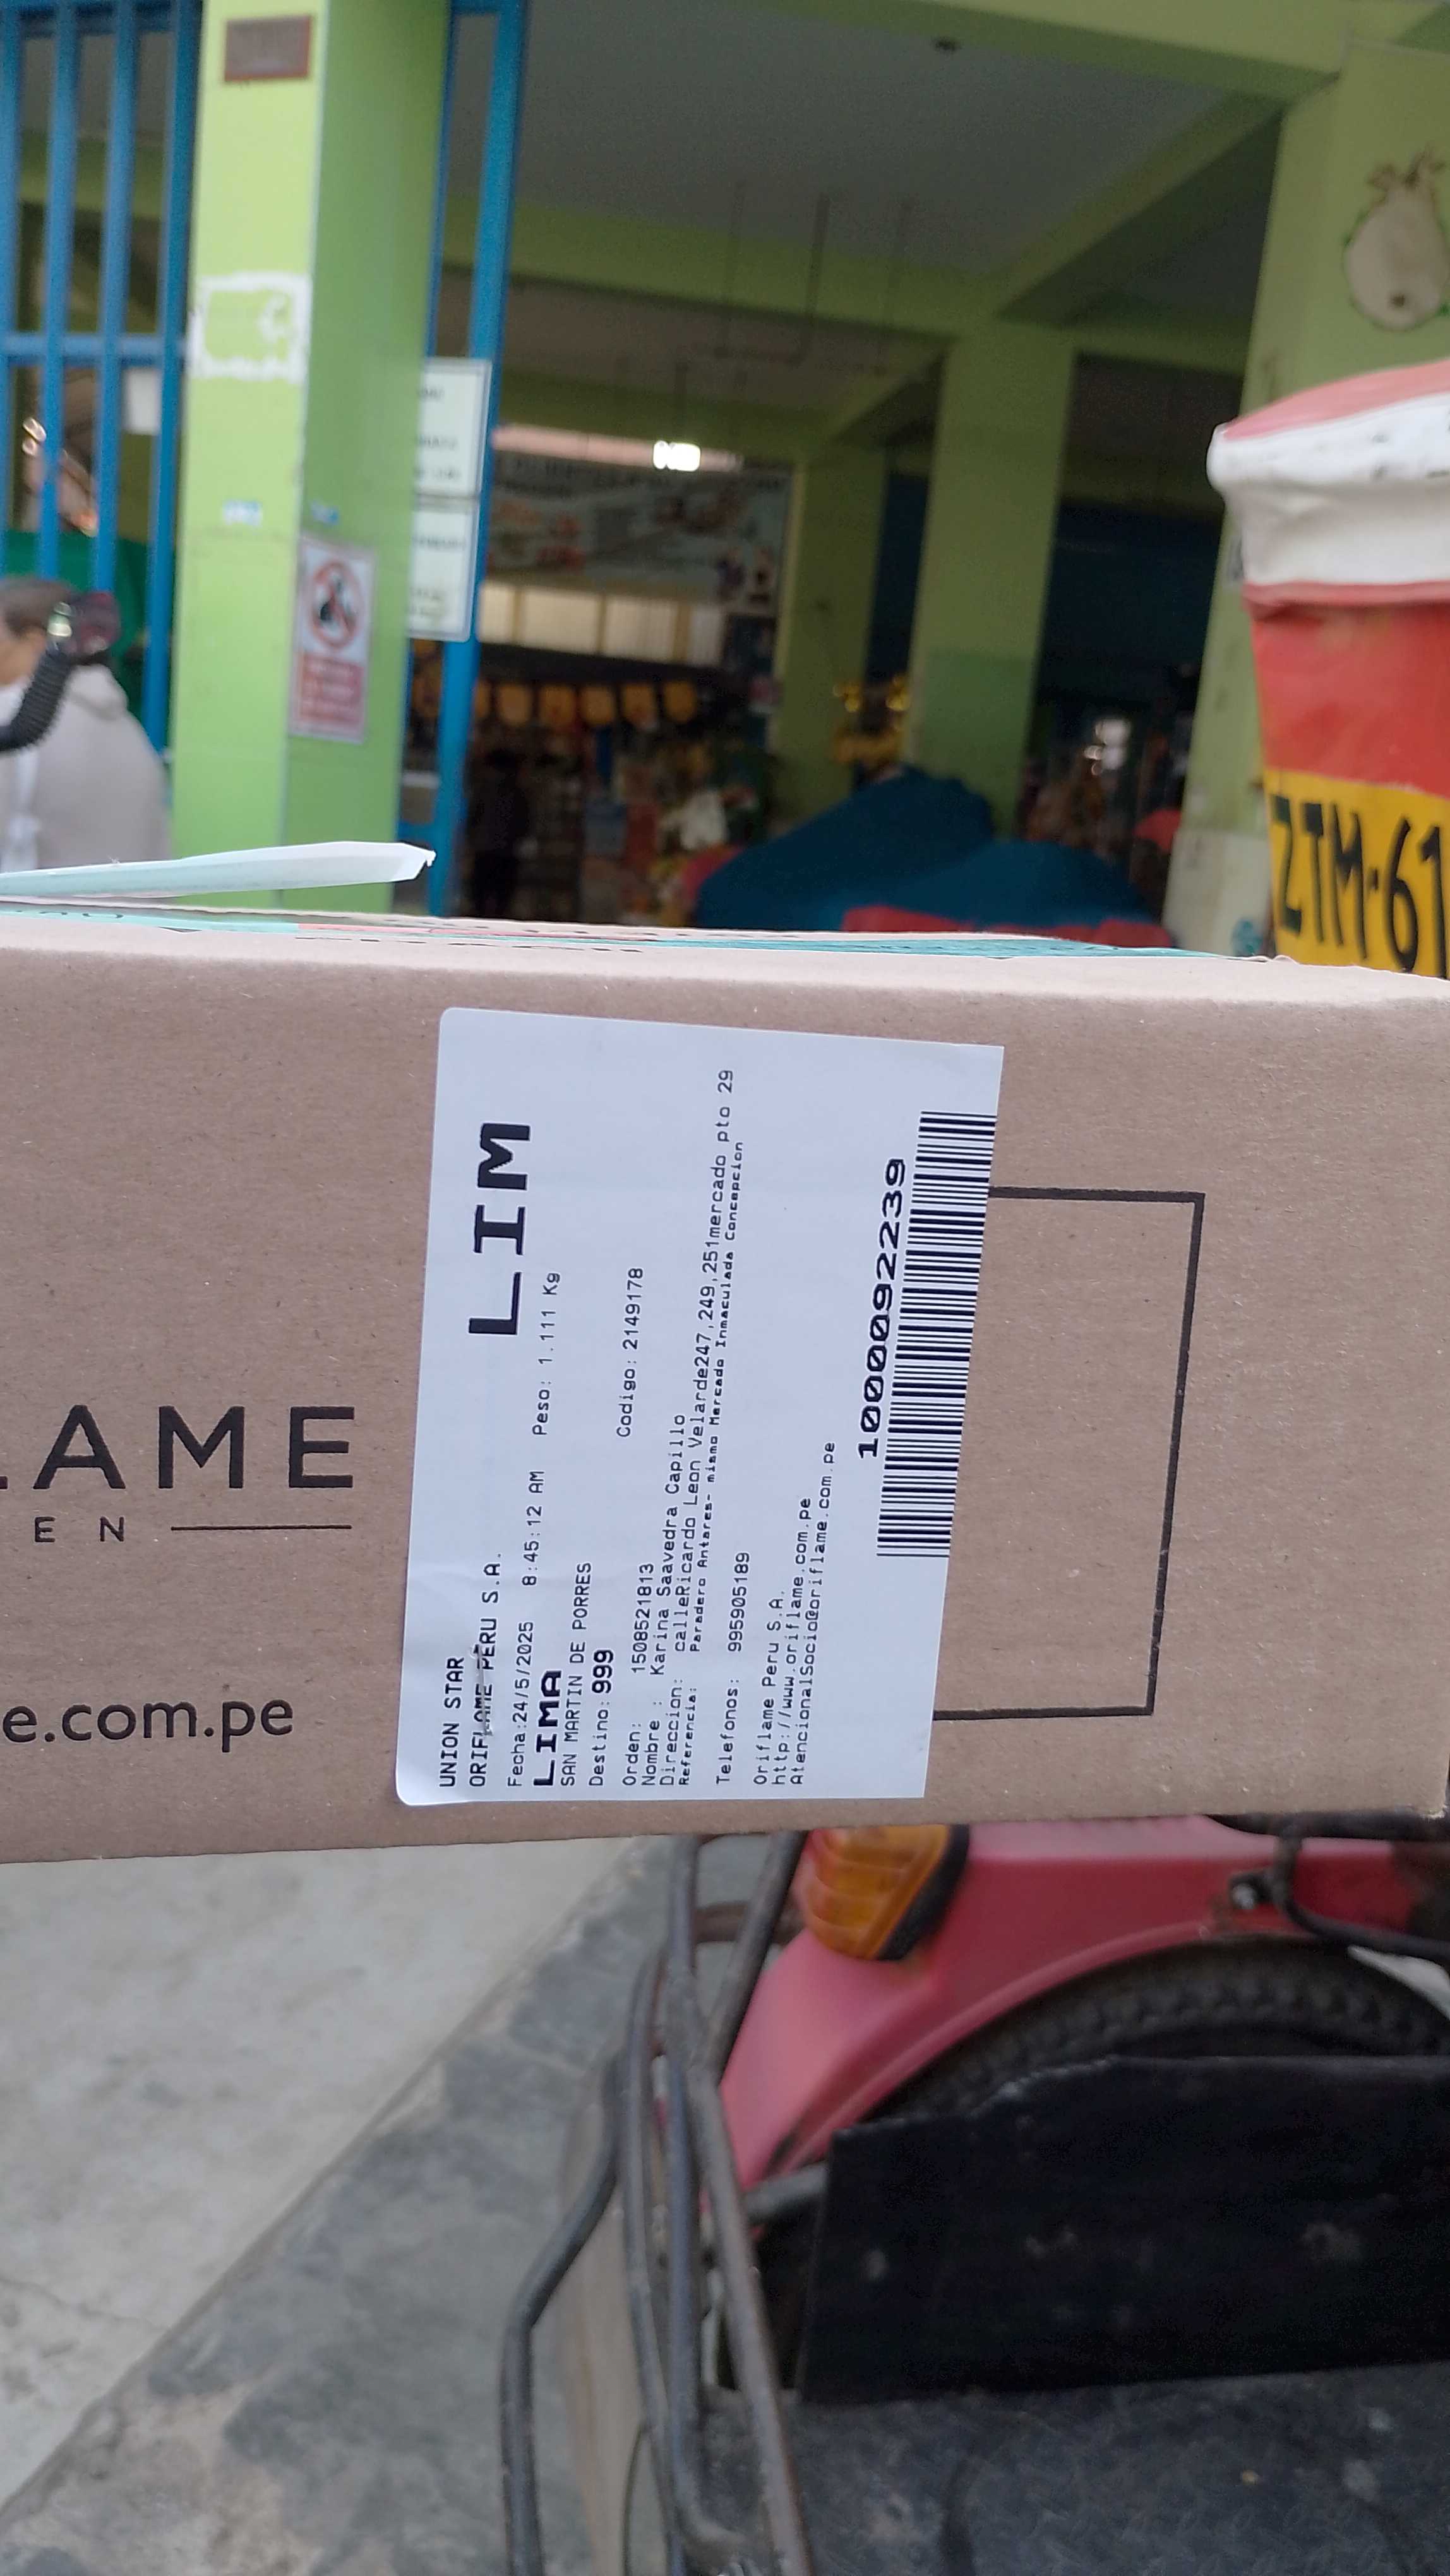 ZTM-61
LAME
EN
e.com.pe
UNION STAR
ORIFLAME PERU S.A.
LIM
Fecha:24/5/2025 8:45:12 AM Peso: 1.111 Kg
LIMA
SAN MARTIN DE PORRES
Destino: 999
Orden: 1508521813 Codigo: 2149178
Nombre : Karina Saavedra Capillo
Direccion: calleRicardo Leon Velarde247,249,251mercado pto 29
Referencia: Paradero Antares- mismo Mercado Inmaculada Concepcion
Telefonos: 995905189
Oriflame Peru S.A.
http://www.oriflame.com.pe
AtencionalSocio@oriflame.com.pe
10000922239